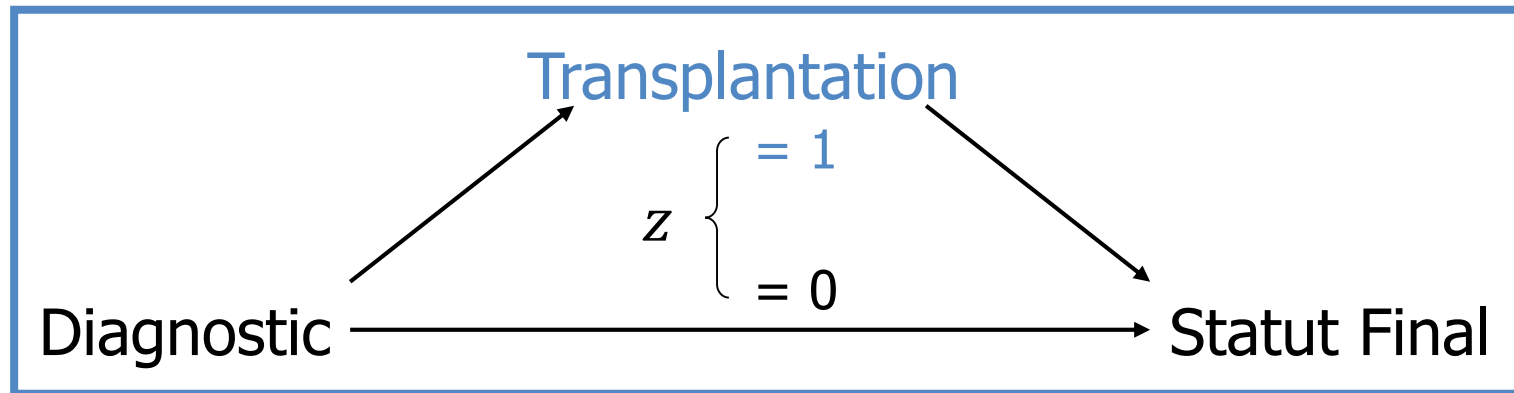 Transplantation
= 1
z
= 0
Diagnostic
Statut Final